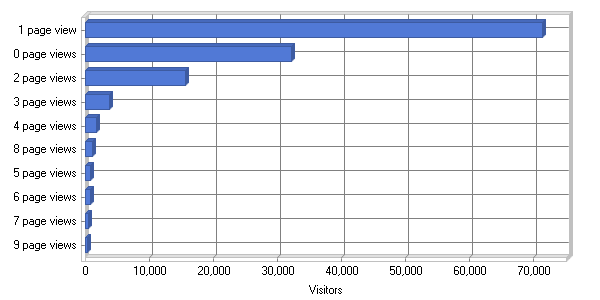 1 page view
0 page views
2 page views
3 page views
4 page views
8 page views
5 page views
6 page views
7 page views
9 page views
0 10,000 20,000 30,000 40,000 50,000 60,000 70,000
Visitors